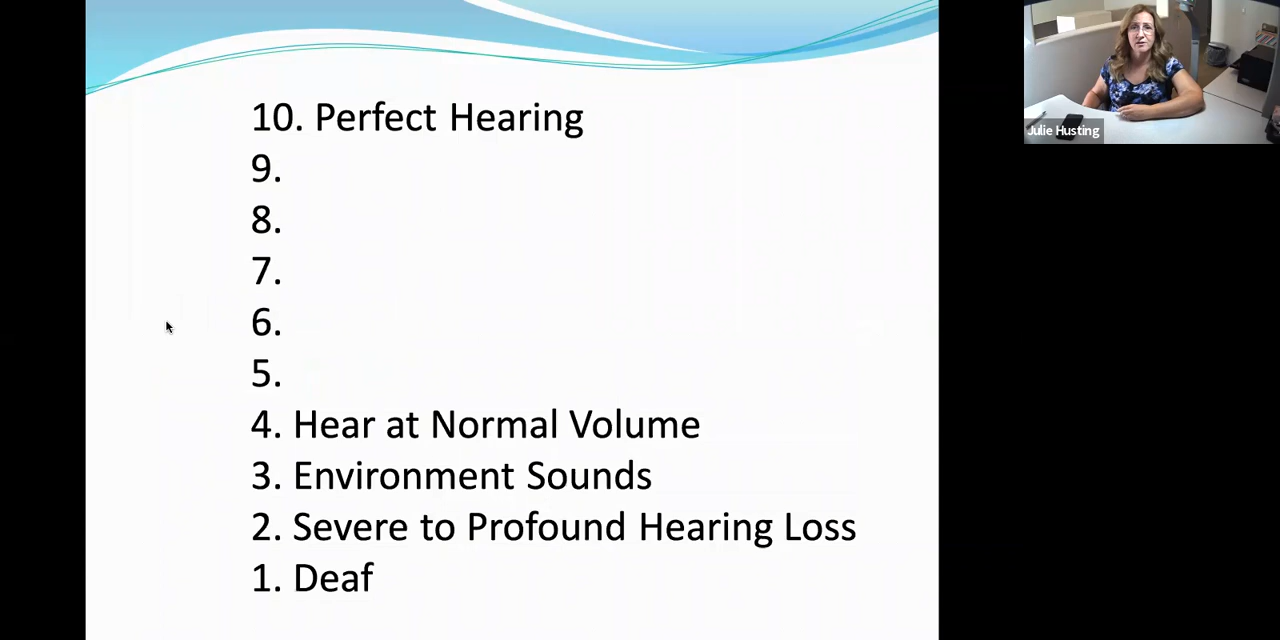 10. Perfect Hearing
9.
8.
7.
6.
5.
4. Hear at Normal Volume
3. Environment Sounds
2. Severe to Profound Hearing Loss
1. Deaf
Julie Husting